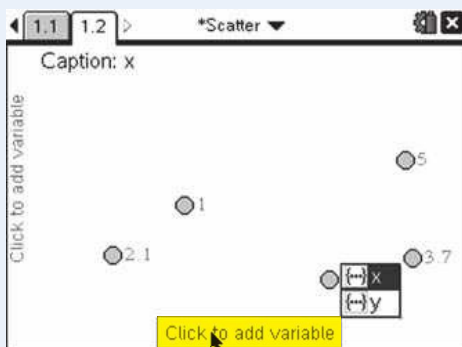 1.1 1.2 *Scatter
Caption: x
Click to add variable
5
1
2.1
3.7
x
y
Click to add variable